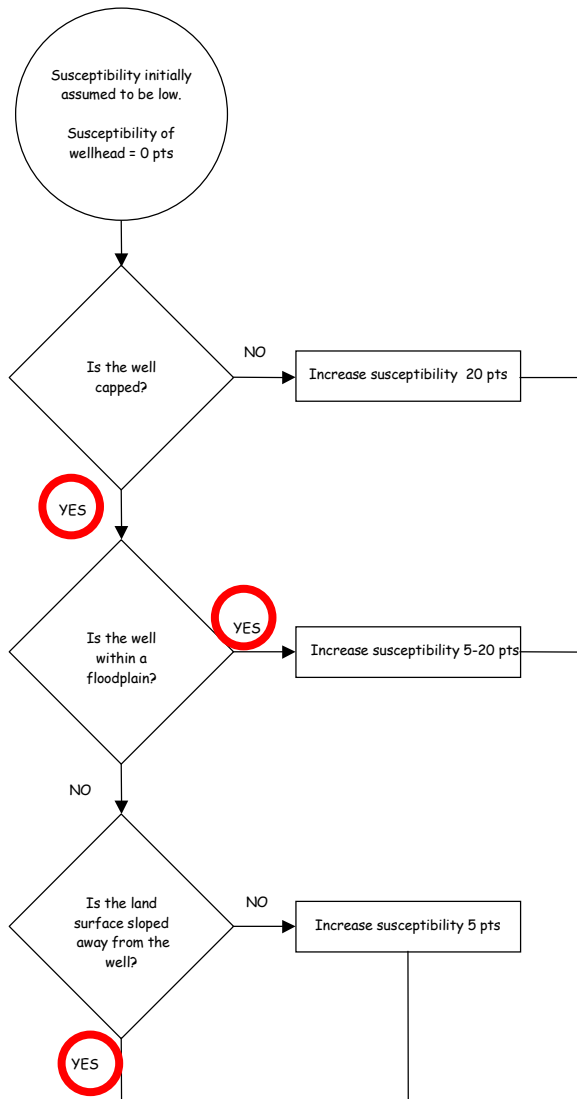 Susceptibility initially
assumed to be low.
Susceptibility of
wellhead = 0 pts
Is the well
capped?
NO
Increase susceptibility 20 pts
YES
Is the well
within a
floodplain?
YES
Increase susceptibility 5-20 pts
NO
Is the land
surface sloped
away from the
well?
NO
Increase susceptibility 5 pts
YES